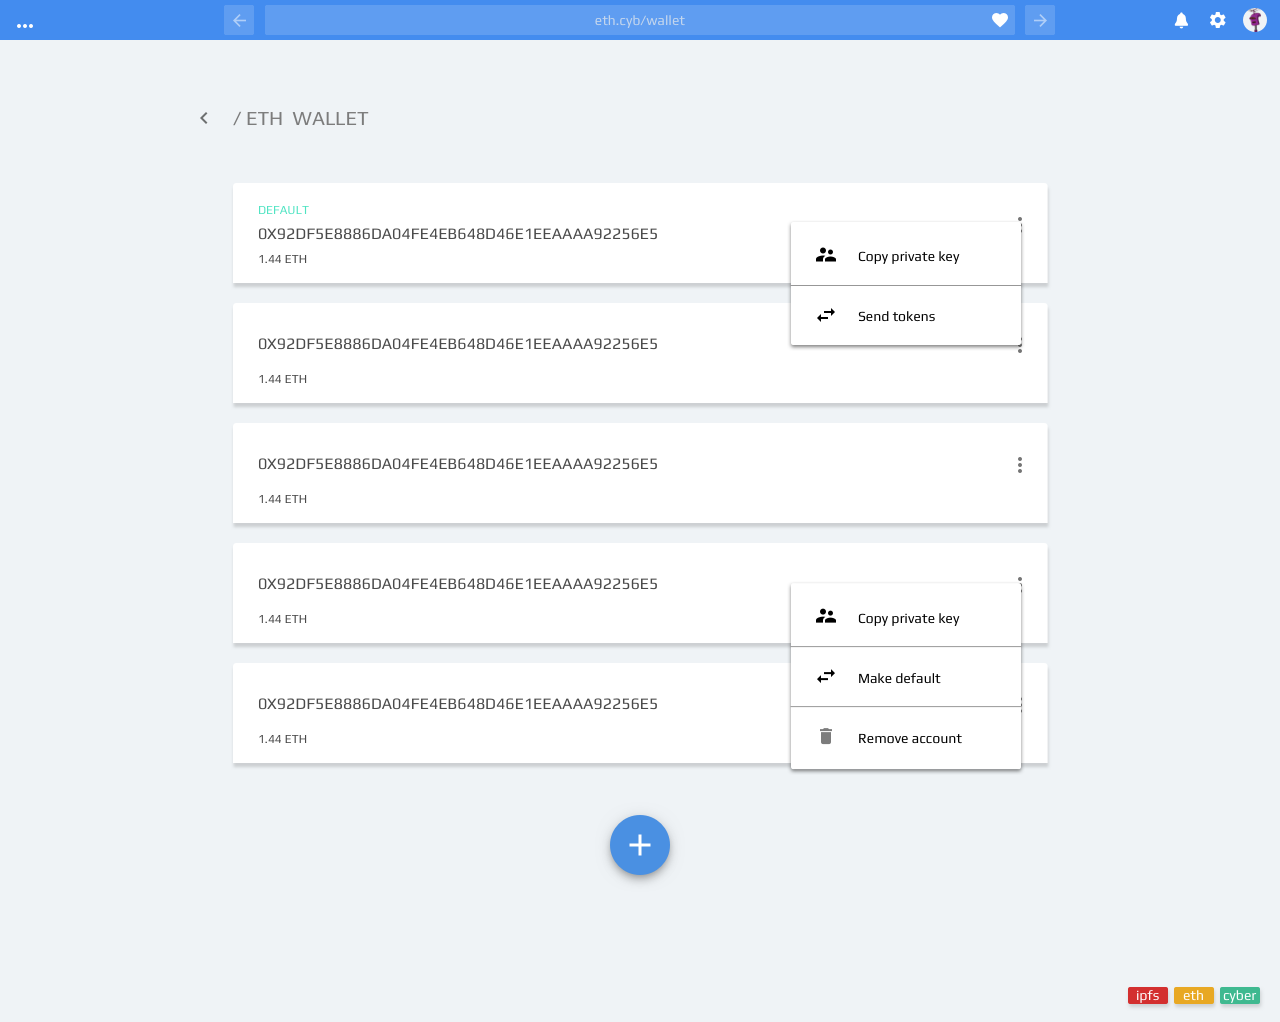 eth.cyb/wallet
/ ETH WALLET
DEFAULT
0X92DF5E8886DA04FE4EB648D46E1EEAAAA92256E5
1.44 ETH
Copy private key
Send tokens
0X92DF5E8886DA04FE4EB648D46E1EEAAAA92256E5
1.44 ETH
0X92DF5E8886DA04FE4EB648D46E1EEAAAA92256E5
1.44 ETH
0X92DF5E8886DA04FE4EB648D46E1EEAAAA92256E5
1.44 ETH
Copy private key
Make default
Remove account
0X92DF5E8886DA04FE4EB648D46E1EEAAAA92256E5
1.44 ETH
ipfs eth cyber